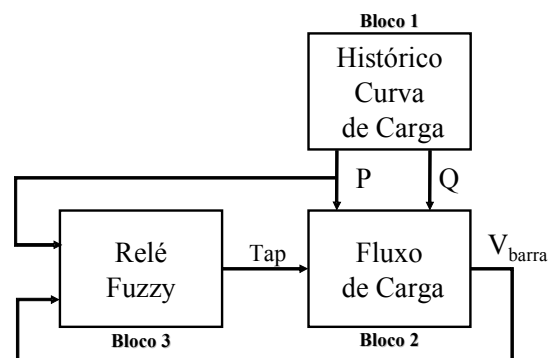 Bloco 1
Histórico
Curva
de Carga
P
Q
Relé
Fuzzy
Tap
Fluxo
de Carga
Vbarra
Bloco 3
Bloco 2